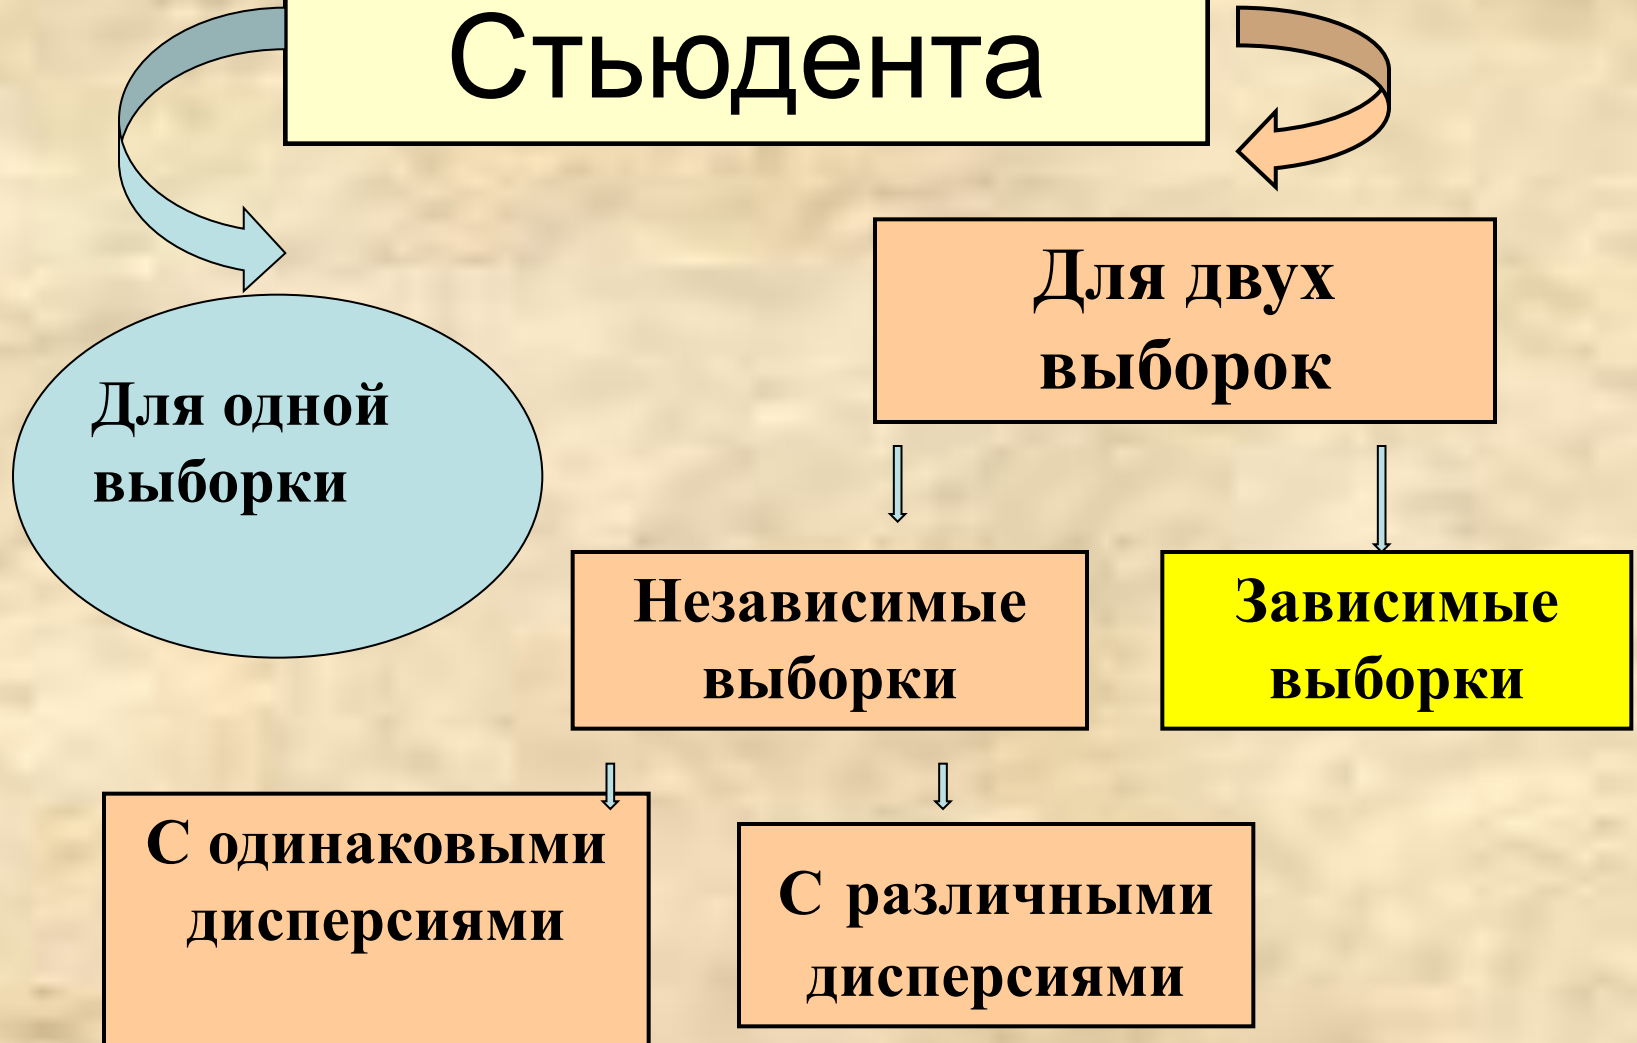 Стьюдента
Для двух
выборок
Для одной
выборки
Независимые
выборки
Зависимые
выборки
С одинаковыми
дисперсиями
С различными
дисперсиями